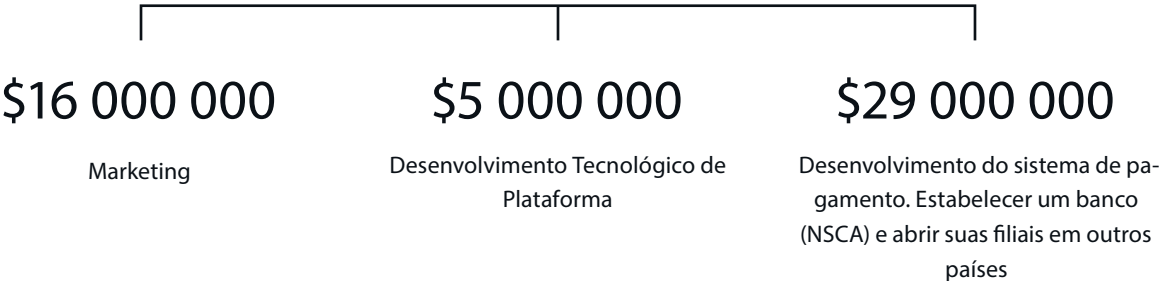 $16 000 000
Marketing
$5 000 000
Desenvolvimento Tecnológico de
Plataforma
$29 000 000
Desenvolvimento do sistema de pa-
gamento. Estabelecer um banco
(NSCA) e abrir suas filiais em outros
países